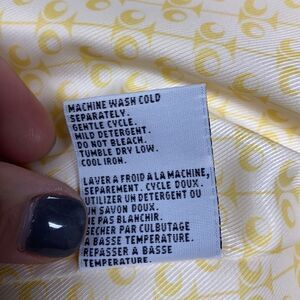 MACHINE WASH COLD
SEPARATELY.
GENTLE CYCLE.
MILD DETERGENT.
DO NOT BLEACH.
TUMBLE DRY LOW.
COOL IRON.
LAVER A FROID A LA MACHINE,
SEPAREMENT. CYCLE DOUX.
UTILIZER UN DETERGENT OU
UN SAVON DOUX.
NE PAS BLANCHIR.
SECHER PAR CULBUTAGE
A BASSE TEMPERATURE.
REPASSER A BASSE
TEMPERATURE.